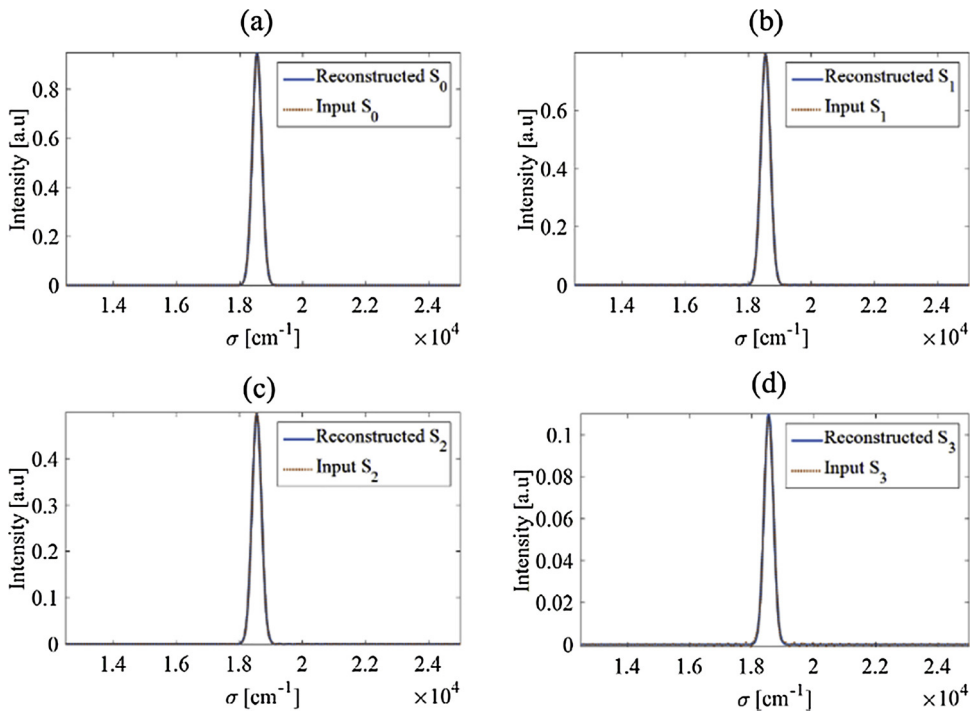 (a)
Intensity [a.u]
0.8
0.6
0.4
0.2
0
Reconstructed S0
Input S0
1.4 1.6 1.8 2 2.2 2.4
σ [cm-1]
×10^4
(b)
Intensity [a.u]
0.6
0.4
0.2
0
Reconstructed S1
Input S1
1.4 1.6 1.8 2 2.2 2.4
σ [cm-1]
×10^4
(c)
Intensity [a.u]
0.4
0.3
0.2
0.1
0
Reconstructed S2
Input S2
1.4 1.6 1.8 2 2.2 2.4
σ [cm-1]
×10^4
(d)
Intensity [a.u]
0.1
0.08
0.06
0.04
0.02
0
Reconstructed S3
Input S3
1.4 1.6 1.8 2 2.2 2.4
σ [cm-1]
×10^4